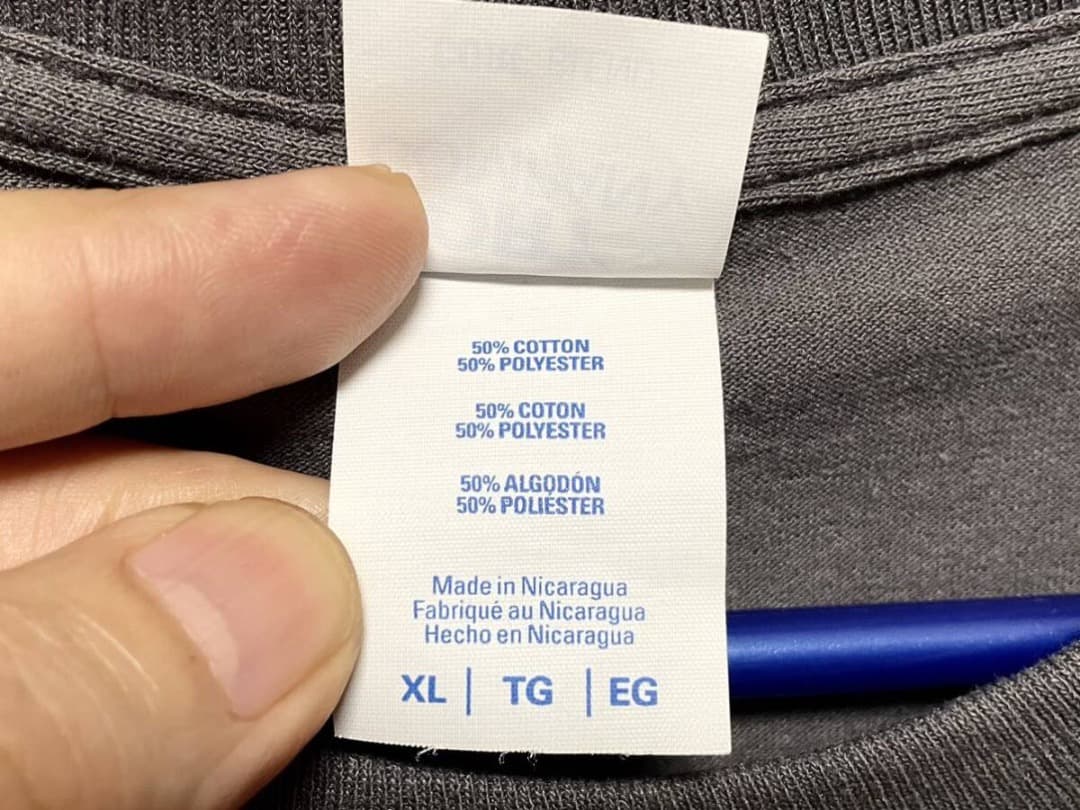 50% COTTON
50% POLYESTER
50% COTON
50% POLYESTER
50% ALGODÓN
50% POLIÉSTER
Made in Nicaragua
Fabriqué au Nicaragua
Hecho en Nicaragua
XL | TG | EG